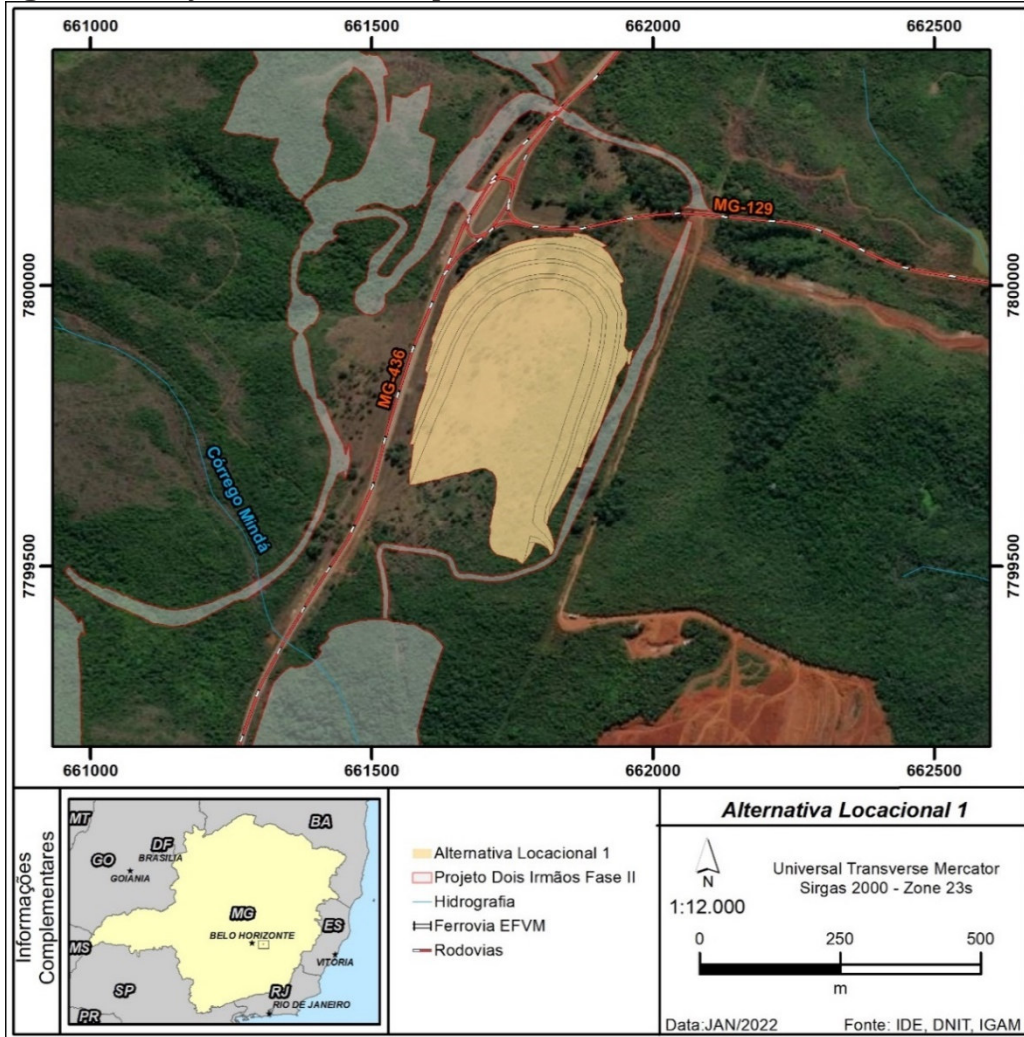 661000 661500 662000 662500
7800000
7799500
MG-129
MG-436
Córrego Mindá
7800000
7799500
661000 661500 662000 662500
Informações
Complementares
MT
GO
DF
BRASILIA
GOIÂNIA
BA
MG
BELO HORIZONTE
ES
VITÓRIA
MS
SP
RJ
RIO DE JANEIRO
PR
Alternativa Locacional 1
Projeto Dois Irmãos Fase II
Hidrografia
Ferrovia EFVM
Rodovias
Alternativa Locacional 1
N
1:12.000
Universal Transverse Mercator
Sirgas 2000 - Zone 23s
0 250 500
m
Data:JAN/2022 Fonte: IDE, DNIT, IGAM